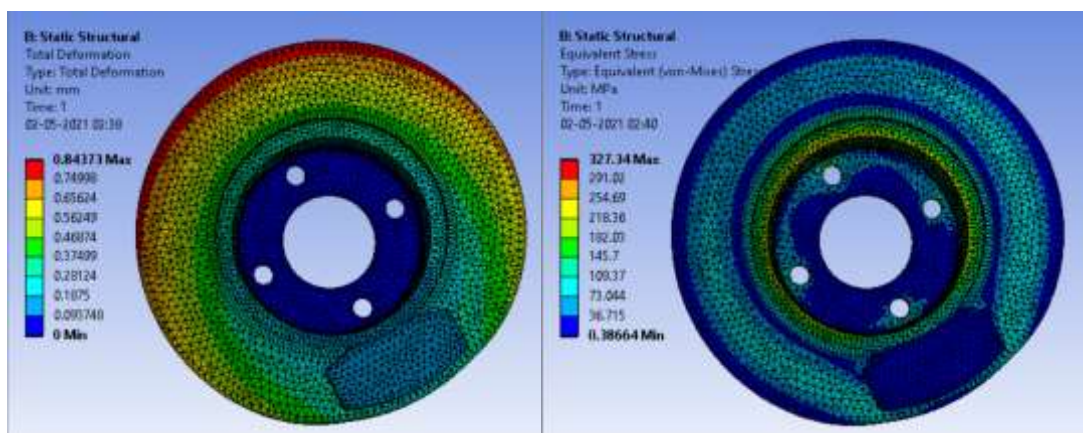 B: Static Structural
Total Deformation
Type: Total Deformation
Unit: mm
Time: 1
02-05-2021
0.84373 Max
0.74998
0.65624
0.56249
0.46874
0.37499
0.28124
0.1875
0.093748
0 Min
B: Static Structural
Equivalent Stress
Type: Equivalent (von-Mises) Stres
Unit: MPa
Time: 1
02-05-2021 02:40
327.34 Max
291.02
254.69
218.36
182.03
145.7
109.37
73.044
36.715
0.38664 Min